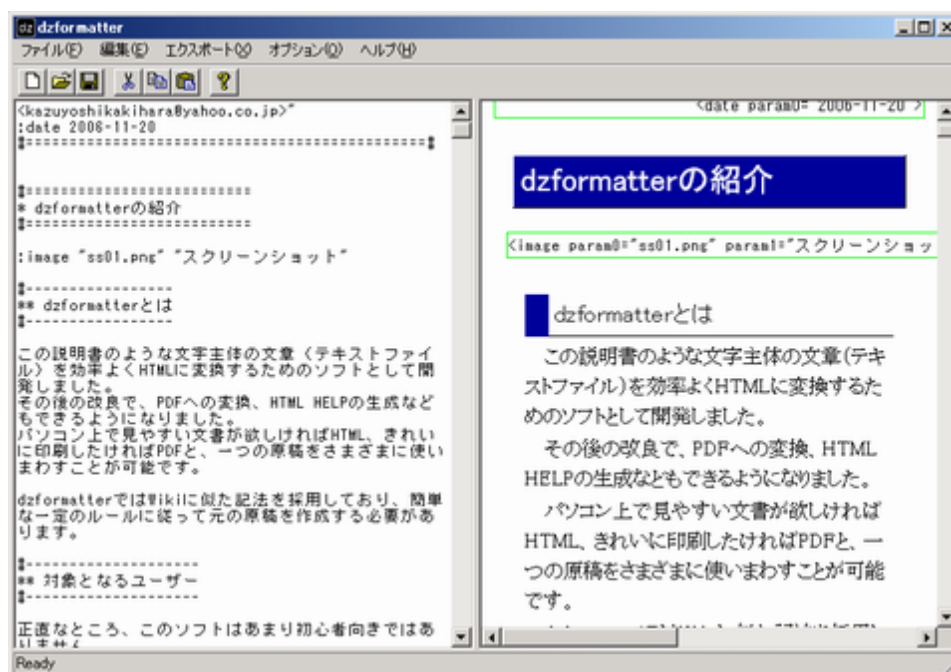 dzformatter
ファイル(F) 編集(E) エクスポート(X) オプション(O) ヘルプ(H)
<kazuyoshikakihara@yahoo.co.jp>"
:date 2006-11-20
* dzformatterの紹介
:image "ss01.png" "スクリーンショット"
** dzformatterとは
この説明書のような文字主体の文章（テキストファイ
ル）を効率よくHTMLに変換するためのソフトとして開
発しました。
その後の改良で、PDFへの変換、HTML HELPの生成など
もできるようになりました。
パソコン上で見やすい文書が欲しければHTML、きれい
に印刷したければPDFと、一つの原稿をさまざまに使い
まわすことが可能です。
dzformatterではWikiに似た記法を採用しており、簡単
な一定のルールに従って元の原稿を作成する必要があ
ります。
** 対象となるユーザー
正直なところ、このソフトはあまり初心者向きではあ
りません
<date param0= 2006-11-20 >
dzformatterの紹介
<image param0="ss01.png" param1="スクリーンショッ
dzformatterとは
この説明書のような文字主体の文章(テキ
ストファイル)を効率よくHTMLに変換するた
めのソフトとして開発しました。
その後の改良で、PDFへの変換、HTML
HELPの生成などもできるようになりました。
パソコン上で見やすい文書が欲しければ
HTML、きれいに印刷したければPDFと、一
つの原稿をさまざまに使いまわすことが可能
です。
Ready